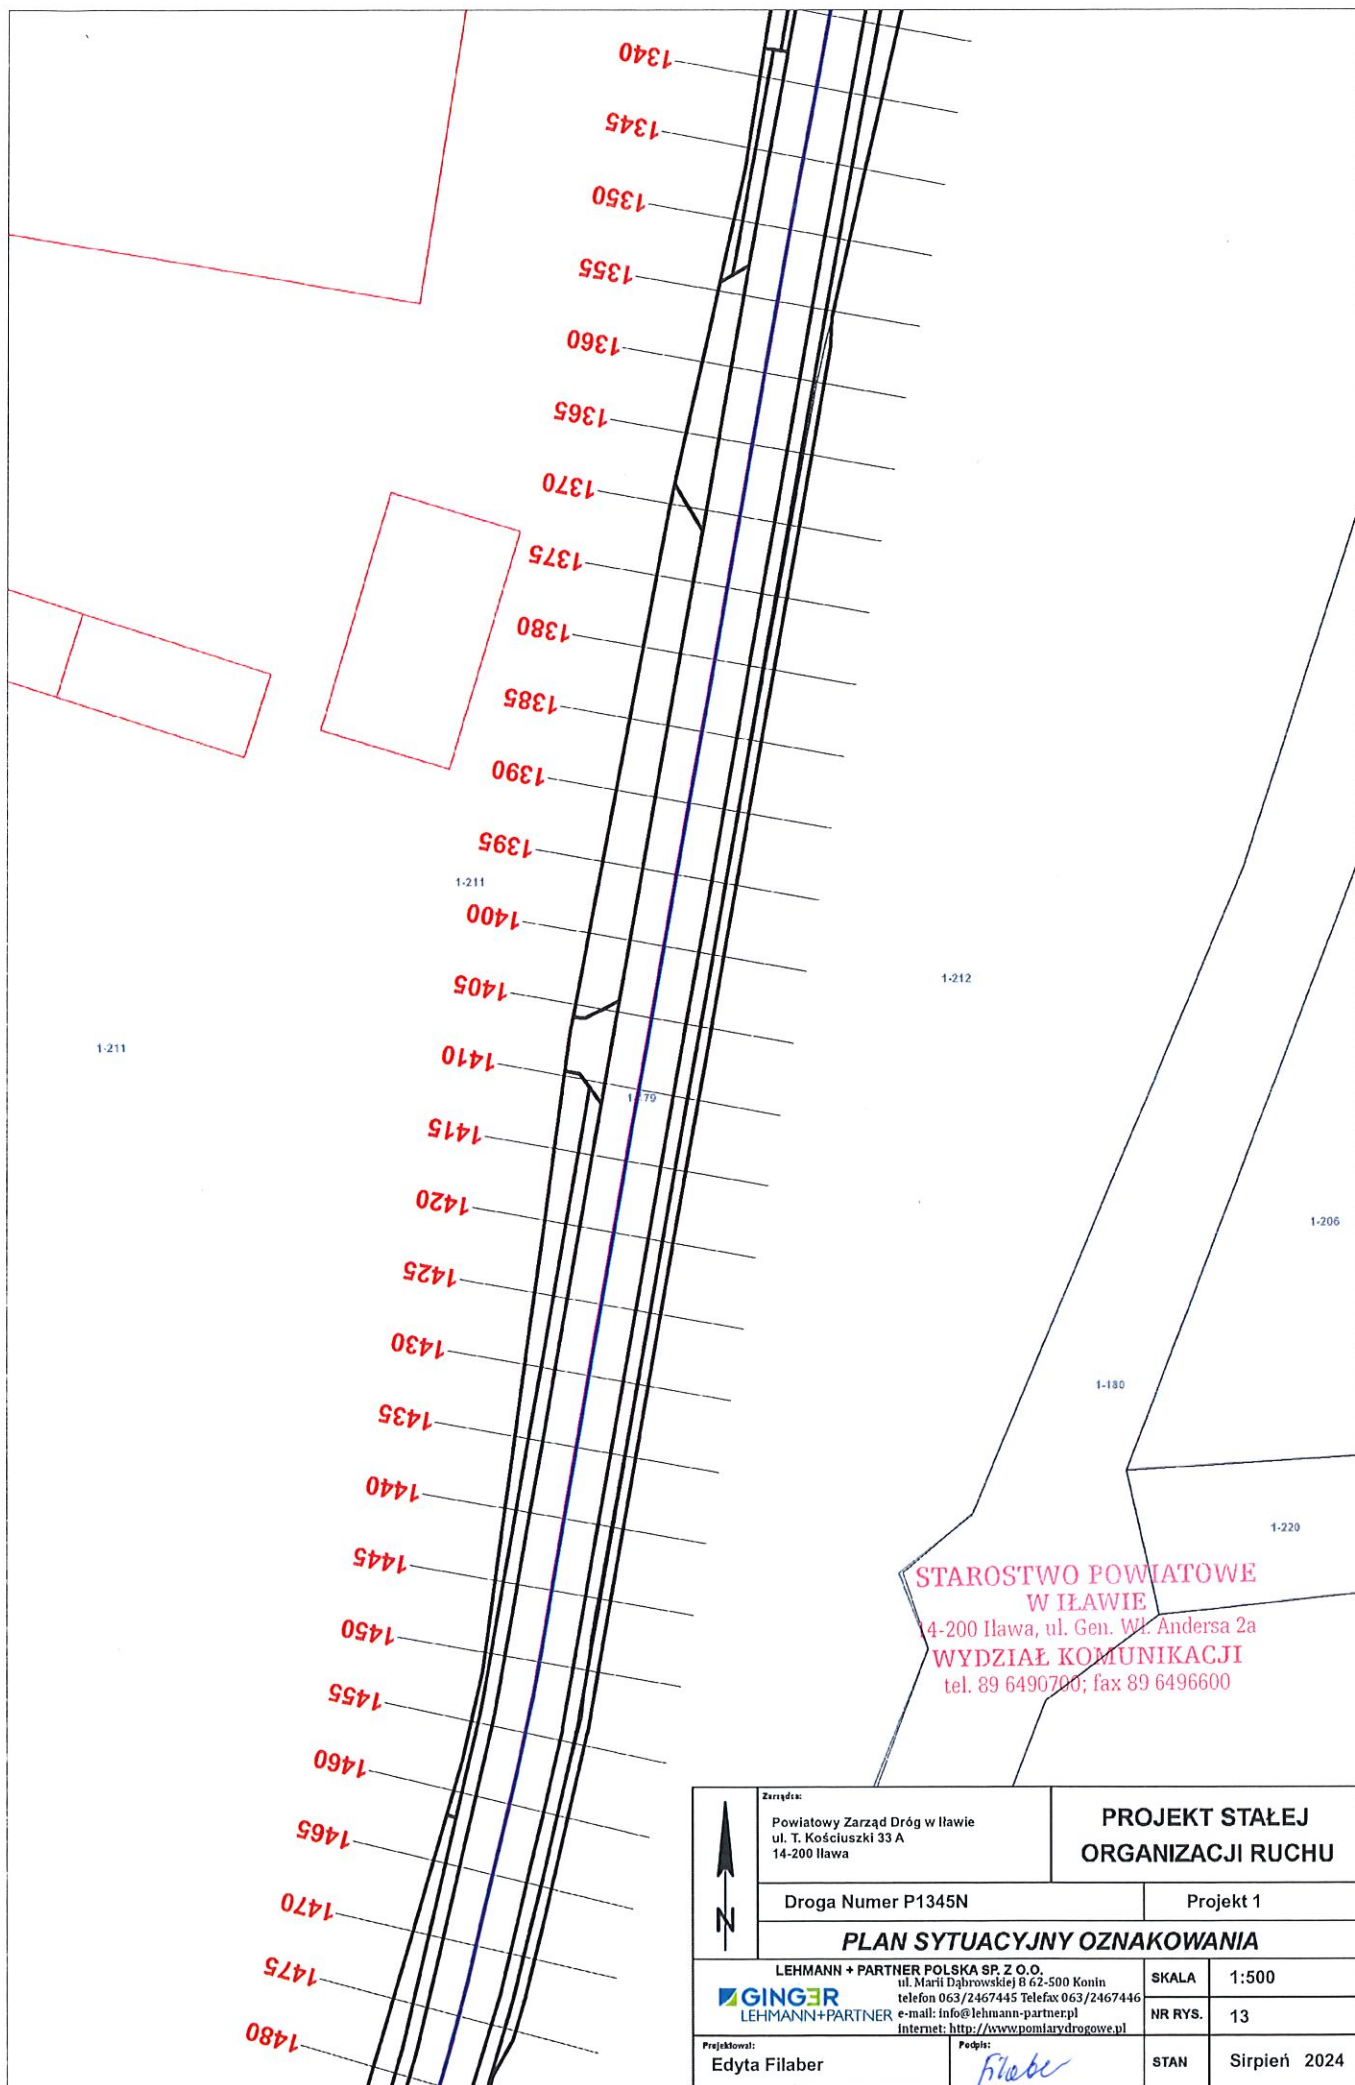 1340
1345
1350
1355
1360
1365
1370
1375
1380
1385
1390
1395
1-211
1400
1-212
1405
1-211
1410
1415
1420
1-206
1425
1430
1-180
1435
1440
1-220
1445
STAROSTWO POWIATOWE
W IŁAWIE
14-200 Iława, ul. Gen. Wł. Andersa 2a
WYDZIAŁ KOMUNIKACJI
tel. 89 6490700; fax 89 6496600
1450
1455
1460
1465
1470
1475
1480
N
Zarządca:
Powiatowy Zarząd Dróg w Iławie
ul. T. Kościuszki 33 A
14-200 Iława
PROJEKT STAŁEJ
ORGANIZACJI RUCHU
Droga Numer P1345N
Projekt 1
PLAN SYTUACYJNY OZNAKOWANIA
LEHMANN + PARTNER POLSKA SP. Z O.O.
ul. Marii Dąbrowskiej 8 62-500 Konin
telefon 063/2467445 Telefax 063/2467446
e-mail: info@lehmann-partner.pl
internet: http://www.pomiarydrogowe.pl
GINGER
LEHMANN+PARTNER
SKALA 1:500
NR RYS. 13
Projektował:
Edyta Filaber
Podpis:
Filaber
STAN Sirpień 2024